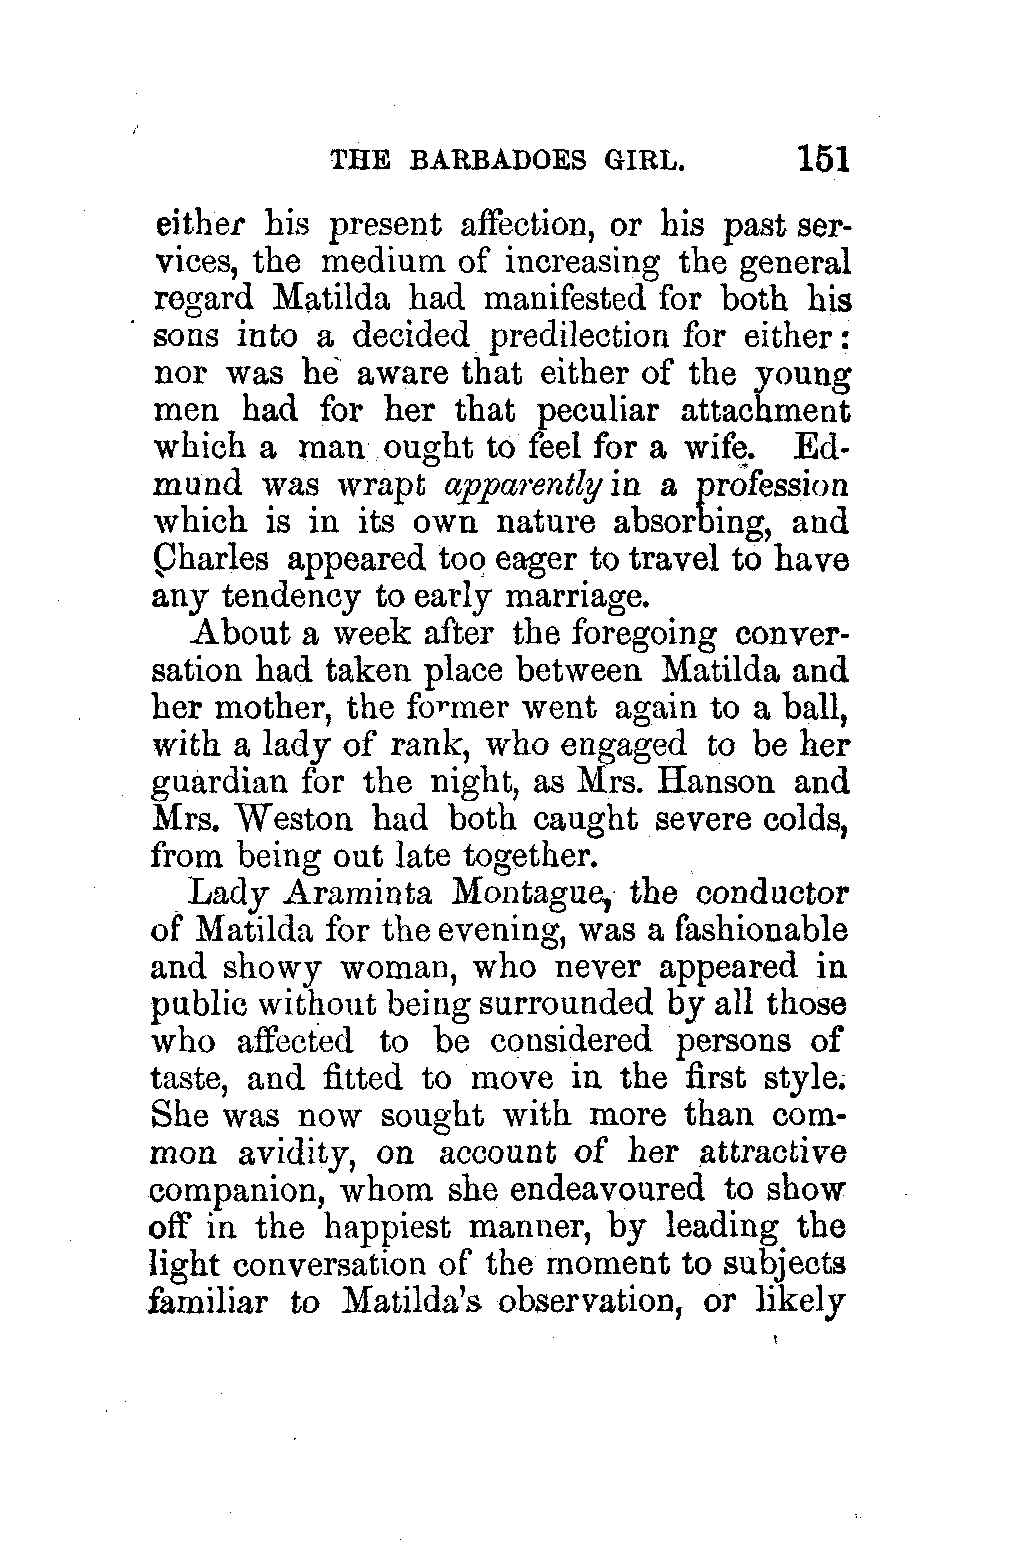 THE BARBADOES GIRL. 151
either his present affection, or his past ser-
vices, the medium of increasing the general
regard Matilda had manifested for both his
sons into a decided predilection for either:
nor was he aware that either of the young
men had for her that peculiar attachment
which a man ought to feel for a wife. Ed-
mund was wrapt apparently in a profession
which is in its own nature absorbing, and
Charles appeared too eager to travel to have
any tendency to early marriage.
About a week after the foregoing conver-
sation had taken place between Matilda and
her mother, the former went again to a ball,
with a lady of rank, who engaged to be her
guardian for the night, as Mrs. Hanson and
Mrs. Weston had both caught severe colds,
from being out late together.
Lady Araminta Montague, the conductor
of Matilda for the evening, was a fashionable
and showy woman, who never appeared in
public without being surrounded by all those
who affected to be considered persons of
taste, and fitted to move in the first style.
She was now sought with more than com-
mon avidity, on account of her attractive
companion, whom she endeavoured to show
off in the happiest manner, by leading the
light conversation of the moment to subjects
familiar to Matilda's observation, or likely